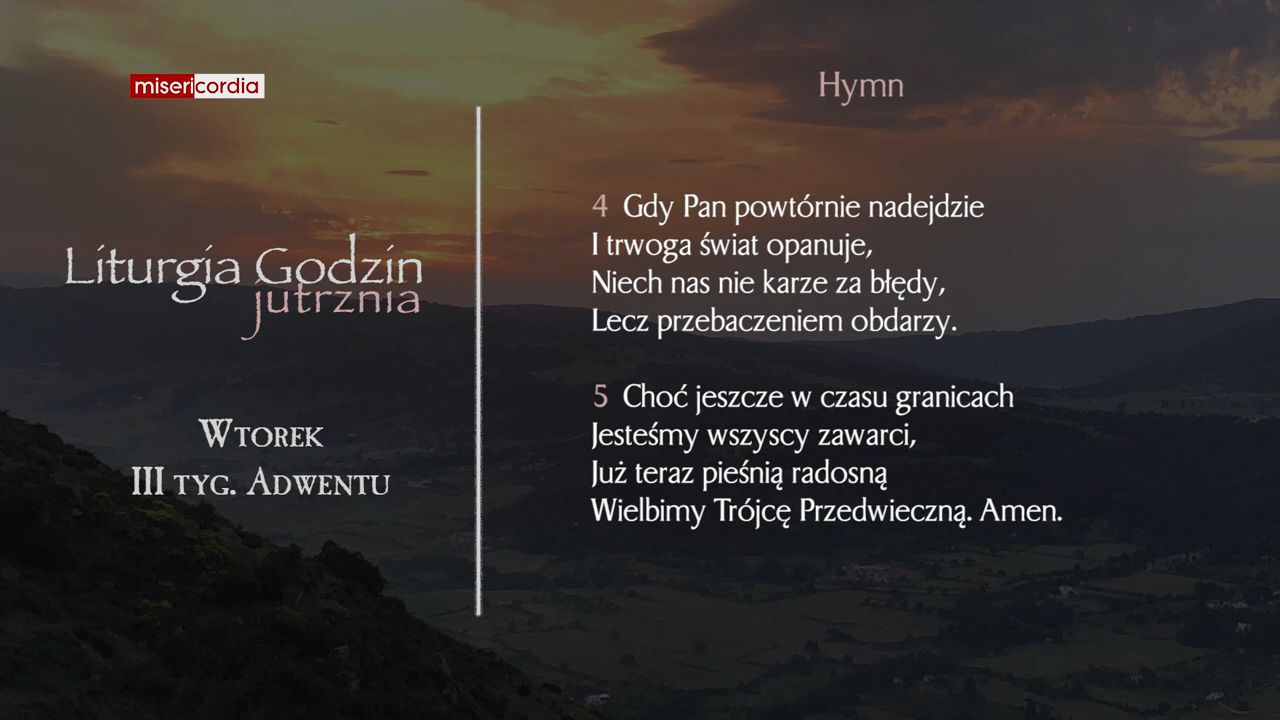 misericordia
Liturgia Godzin
jutrznia
Wtorek
III tyg. Adwentu
Hymn
4 Gdy Pan powtórnie nadejdzie
I trwoga świat opanuje,
Niech nas nie karze za błędy,
Lecz przebaczeniem obdarzy.
5 Choć jeszcze w czasu granicach
Jesteśmy wszyscy zawarci,
Już teraz pieśnią radosną
Wielbimy Trójcę Przedwieczną. Amen.